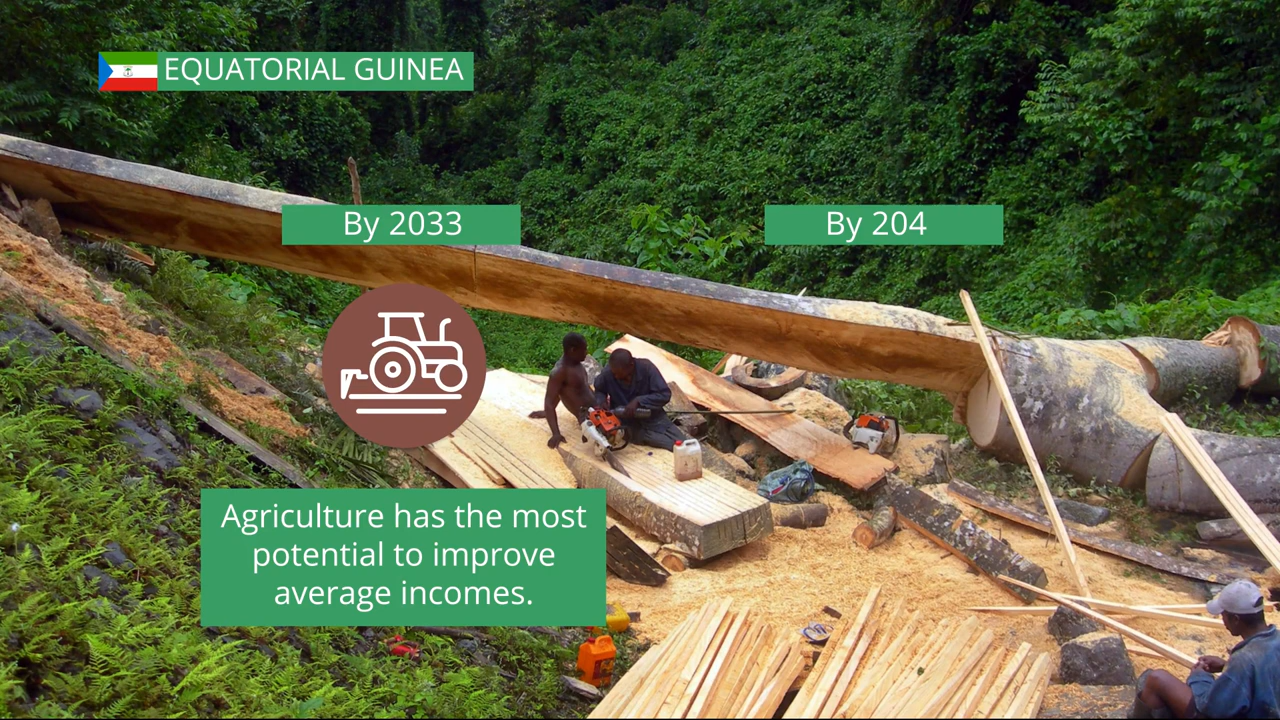 EQUATORIAL GUINEA
By 2033
By 204
Agriculture has the most
potential to improve
average incomes.